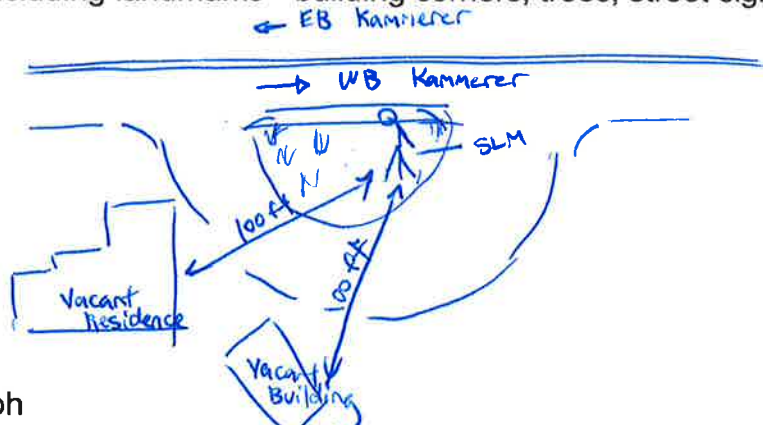 ← EB Kammerer
→ WB Kammerer
SLM
100 ft
100 ft
Vacant
Residence
Vacant
Building